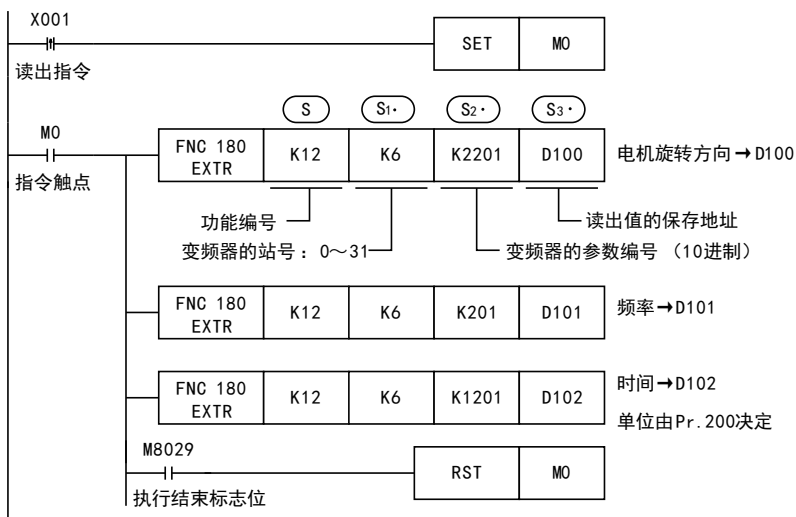 X001
SET M0
读出指令
S S1· S2· S3·
M0
FNC 180 EXTR K12 K6 K2201 D100 电机旋转方向→D100
指令触点
功能编号 读出值的保存地址
变频器的站号：0～31 变频器的参数编号 （10进制）
FNC 180 EXTR K12 K6 K201 D101 频率→D101
FNC 180 EXTR K12 K6 K1201 D102 时间→D102
单位由Pr.200决定
M8029
RST M0
执行结束标志位